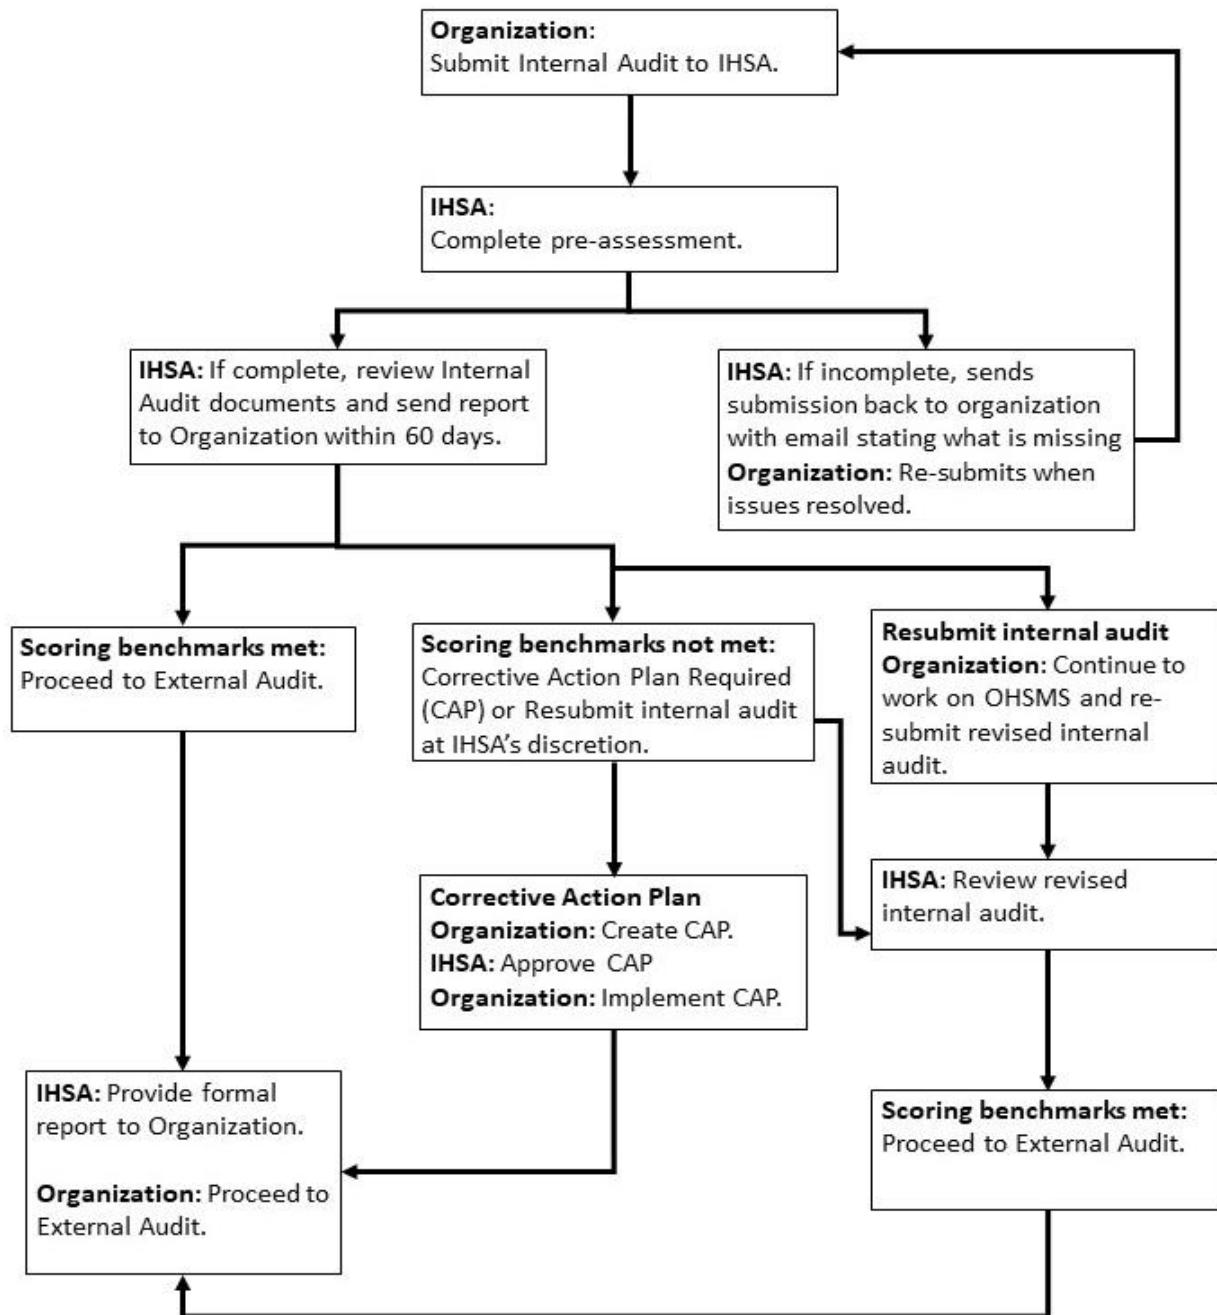 Organization:
Submit Internal Audit to IHSA.
IHSA:
Complete pre-assessment.
IHSA: If complete, review Internal
Audit documents and send report
to Organization within 60 days.
IHSA: If incomplete, sends
submission back to organization
with email stating what is missing
Organization: Re-submits when
issues resolved.
Scoring benchmarks met:
Proceed to External Audit.
Scoring benchmarks not met:
Corrective Action Plan Required
(CAP) or Resubmit internal audit
at IHSA’s discretion.
Resubmit internal audit
Organization: Continue to
work on OHSMS and re-
submit revised internal
audit.
Corrective Action Plan
Organization: Create CAP.
IHSA: Approve CAP
Organization: Implement CAP.
IHSA: Review revised
internal audit.
IHSA: Provide formal
report to Organization.
Organization: Proceed to
External Audit.
Scoring benchmarks met:
Proceed to External Audit.